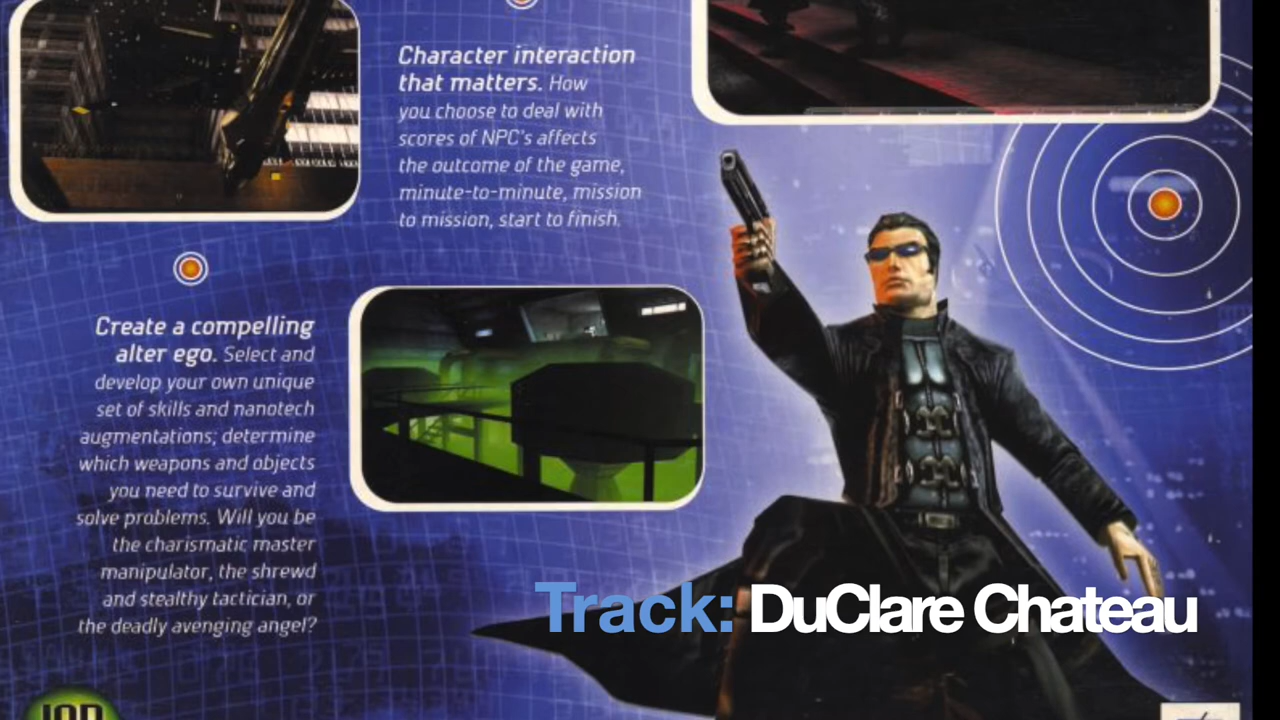 Character interaction
that matters. How
you choose to deal with
scores of NPC's affects
the outcome of the game,
minute-to-minute, mission
to mission, start to finish.
Create a compelling
alter ego. Select and
develop your own unique
set of skills and nanotech
augmentations; determine
which weapons and objects
you need to survive and
solve problems. Will you be
the charismatic master
manipulator, the shrewd
and stealthy tactician, or
the deadly avenging angel?
Track: DuClare Chateau